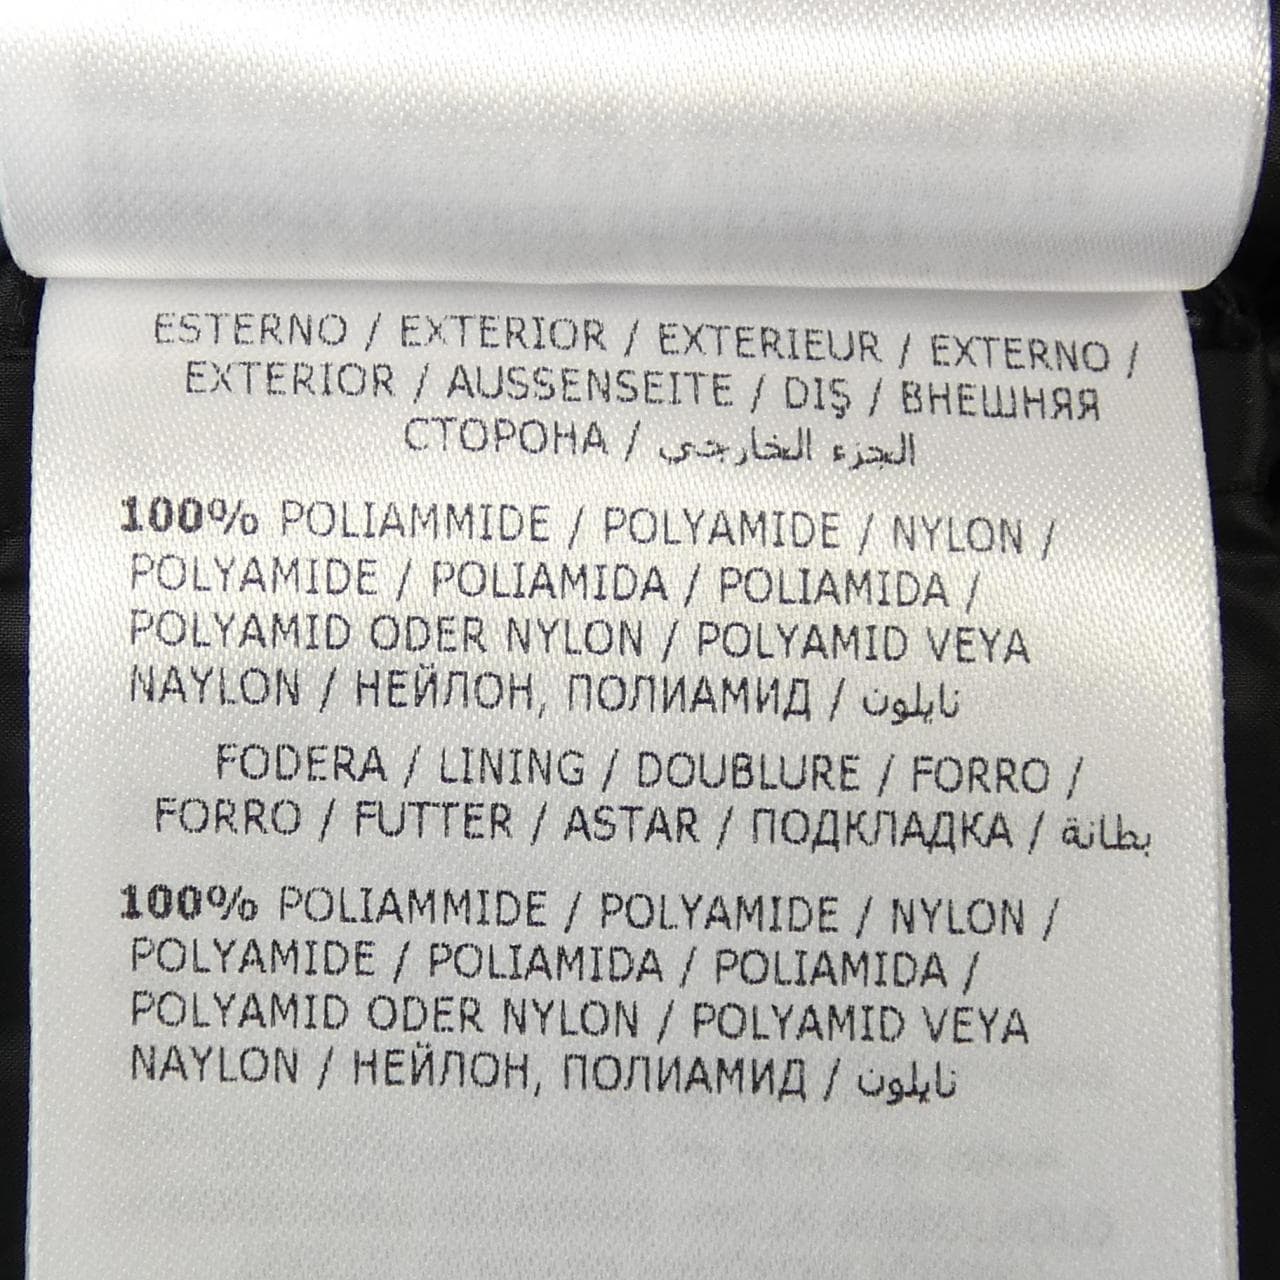 ESTERNO / EXTERIOR / EXTERIEUR / EXTERNO /
EXTERIOR / AUSSENSEITE / DIŞ / ВНЕШНЯЯ
СТОРОНА / الجزء الخارجي
100% POLIAMMIDE / POLYAMIDE / NYLON /
POLYAMIDE / POLIAMIDA / POLIAMIDA /
POLYAMID ODER NYLON / POLYAMID VEYA
NAYLON / НЕЙЛОН, ПОЛИАМИД / نايلون
FODERA / LINING / DOUBLURE / FORRO /
FORRO / FUTTER / ASTAR / ПОДКЛАДКА / بطانة
100% POLIAMMIDE / POLYAMIDE / NYLON /
POLYAMIDE / POLIAMIDA / POLIAMIDA /
POLYAMID ODER NYLON / POLYAMID VEYA
NAYLON / НЕЙЛОН, ПОЛИАМИД / نايلون